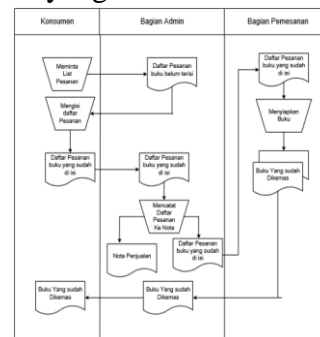 Konsumen
Bagian Admin
Bagian Pemesanan
Meminta
List
Pesanan
Daftar Pesanan
buku belum terisi
Daftar Pesanan
buku yang sudah
di isi
Mengisi
daftar
Pesanan
Menyiapkan
Buku
Daftar Pesanan
buku yang sudah
di isi
Daftar Pesanan
buku yang sudah
di isi
Buku Yang sudah
Dikemas
Mencatat
Daftar
Pesanan
Ke Nota
Nota Penjualan
Daftar Pesanan
buku yang sudah
di isi
Buku Yang sudah
Dikemas
Buku Yang sudah
Dikemas